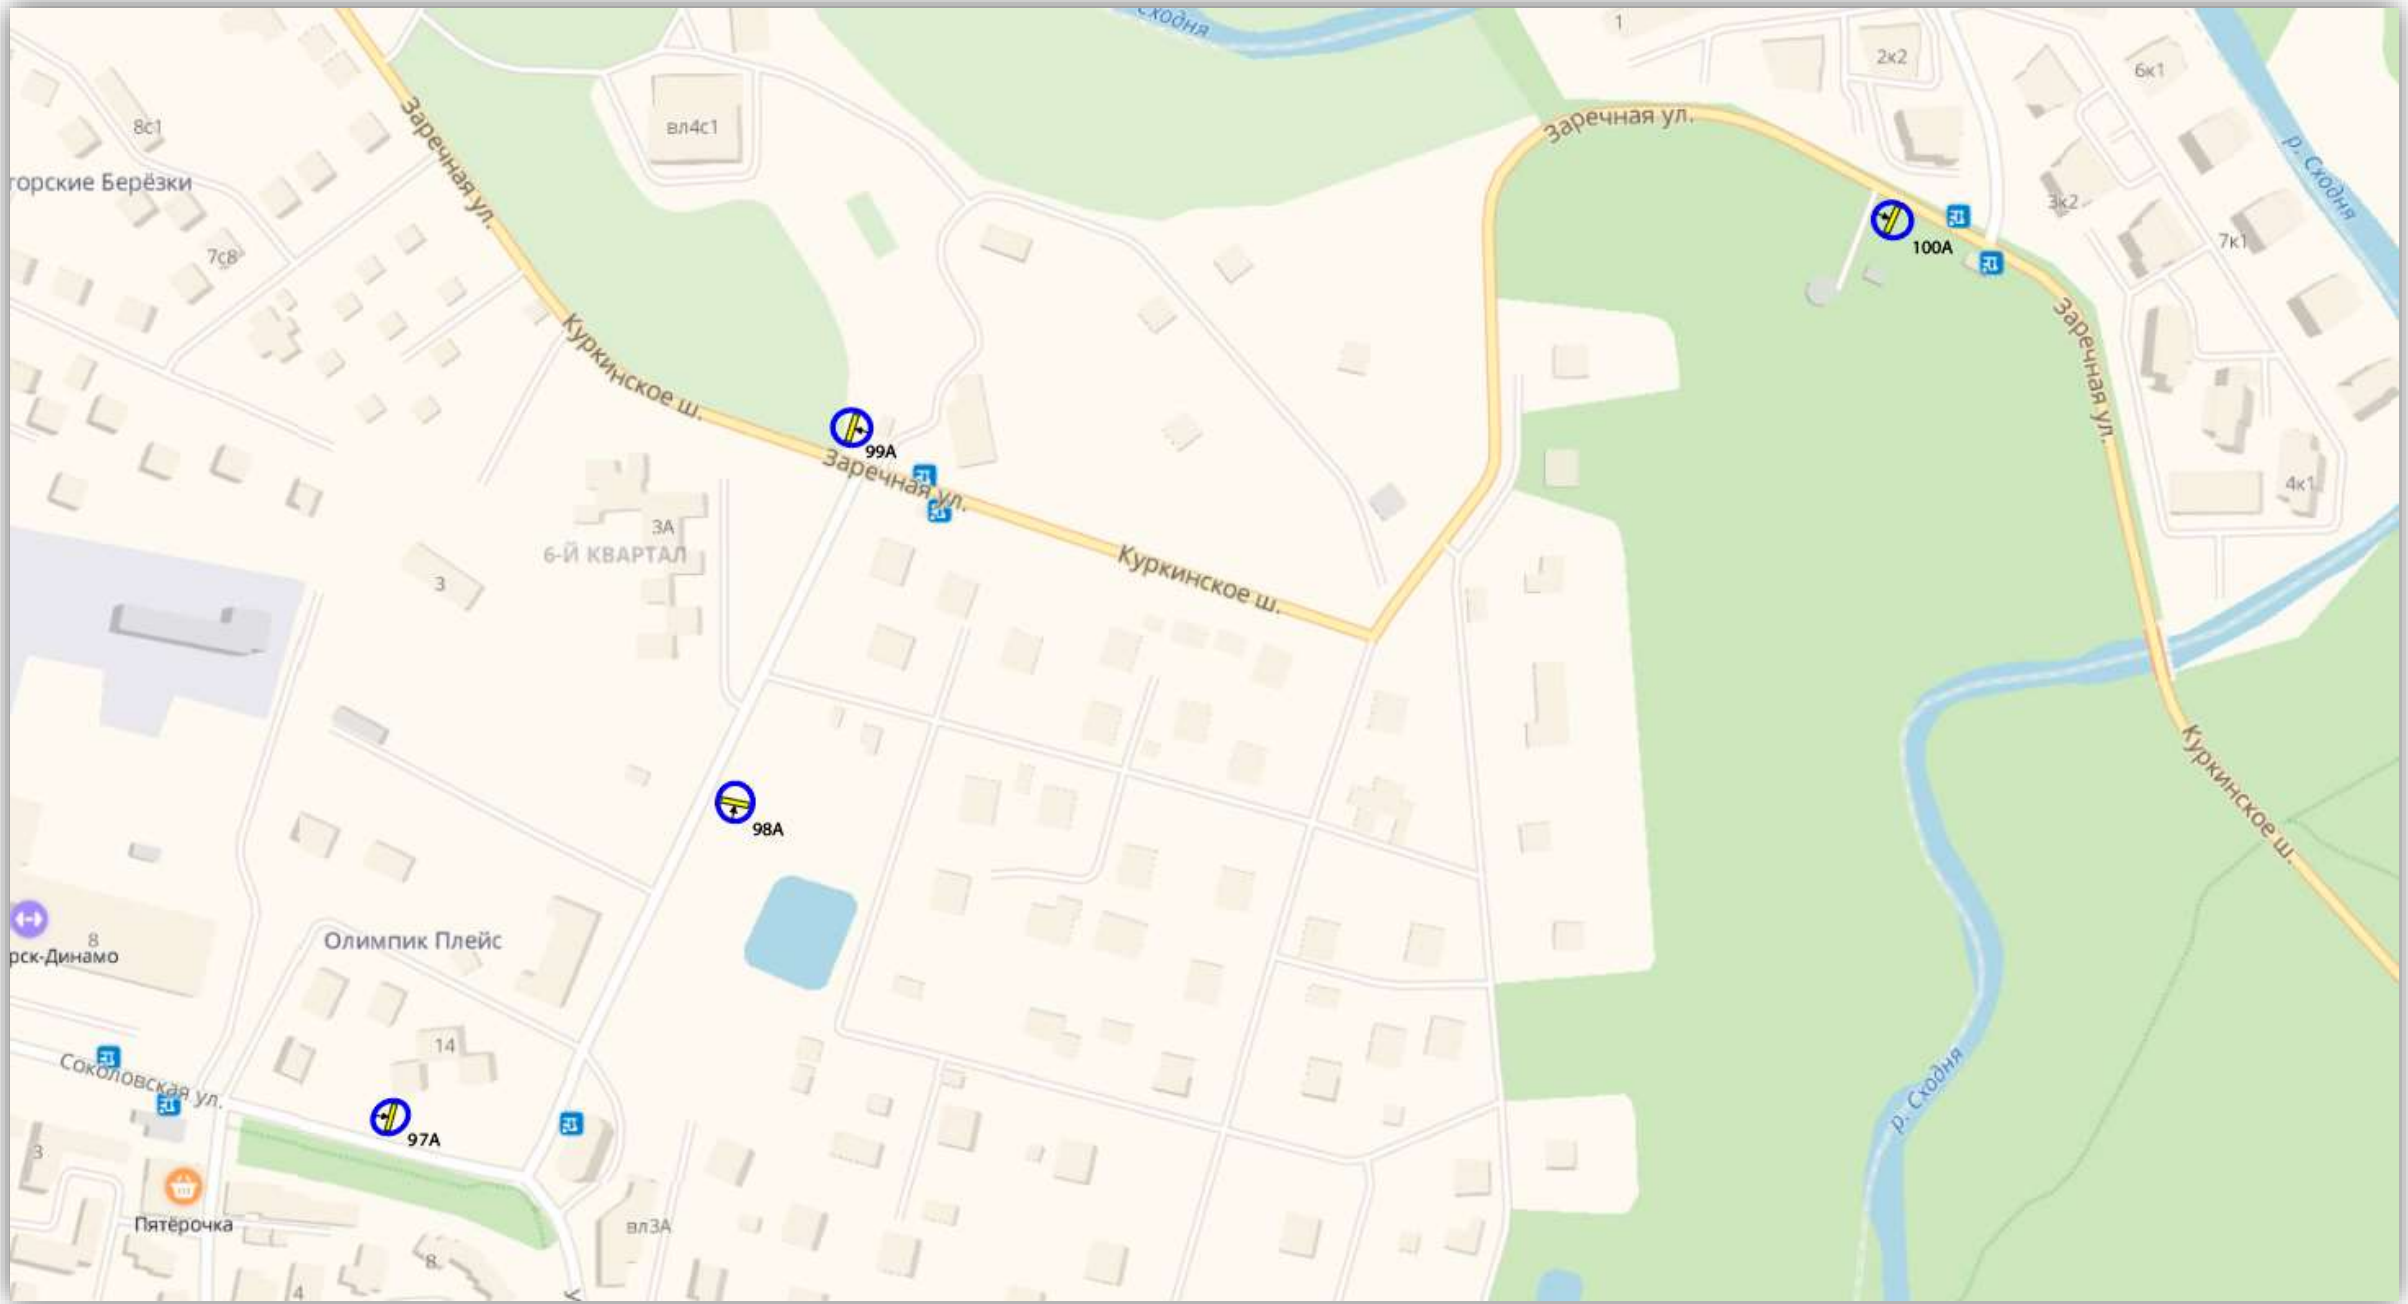 Сходня
1
2к2
6к1
Заречная ул.
Заречная ул.
8с1
вл4с1
р. Сходня
горские Берёзки
3к2
7с8
100А
7к1
Заречная ул.
Куркинское ш.
99А
Заречная ул.
4к1
3А
6-Й КВАРТАЛ
3
Куркинское ш.
Куркинское ш.
98А
8
Олимпик Плейс
рск-Динамо
14
Соколовская ул.
р. Сходня
97А
3
Пятёрочка
вл3А
8
4